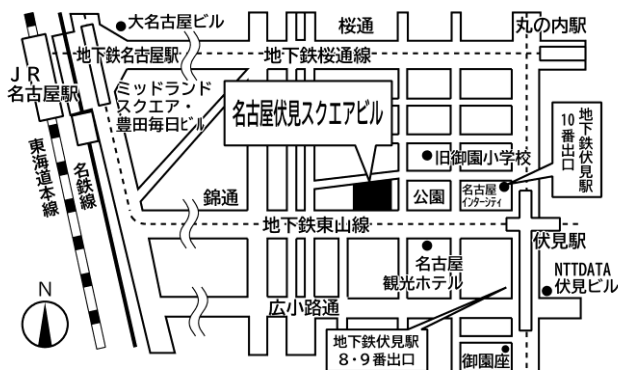 大名古屋ビル
桜通
丸の内駅
地下鉄名古屋駅
地下鉄桜通線
JR
名古屋駅
ミッドランド
スクエア・
豊田毎日ビル
名古屋伏見スクエアビル
地下鉄伏見駅
10番出口
旧御園小学校
東海道本線
名鉄線
錦通
公園
名古屋
インターシティ
地下鉄東山線
伏見駅
名古屋
観光ホテル
NTTDATA
伏見ビル
N
広小路通
地下鉄伏見駅
8・9番出口
御園座